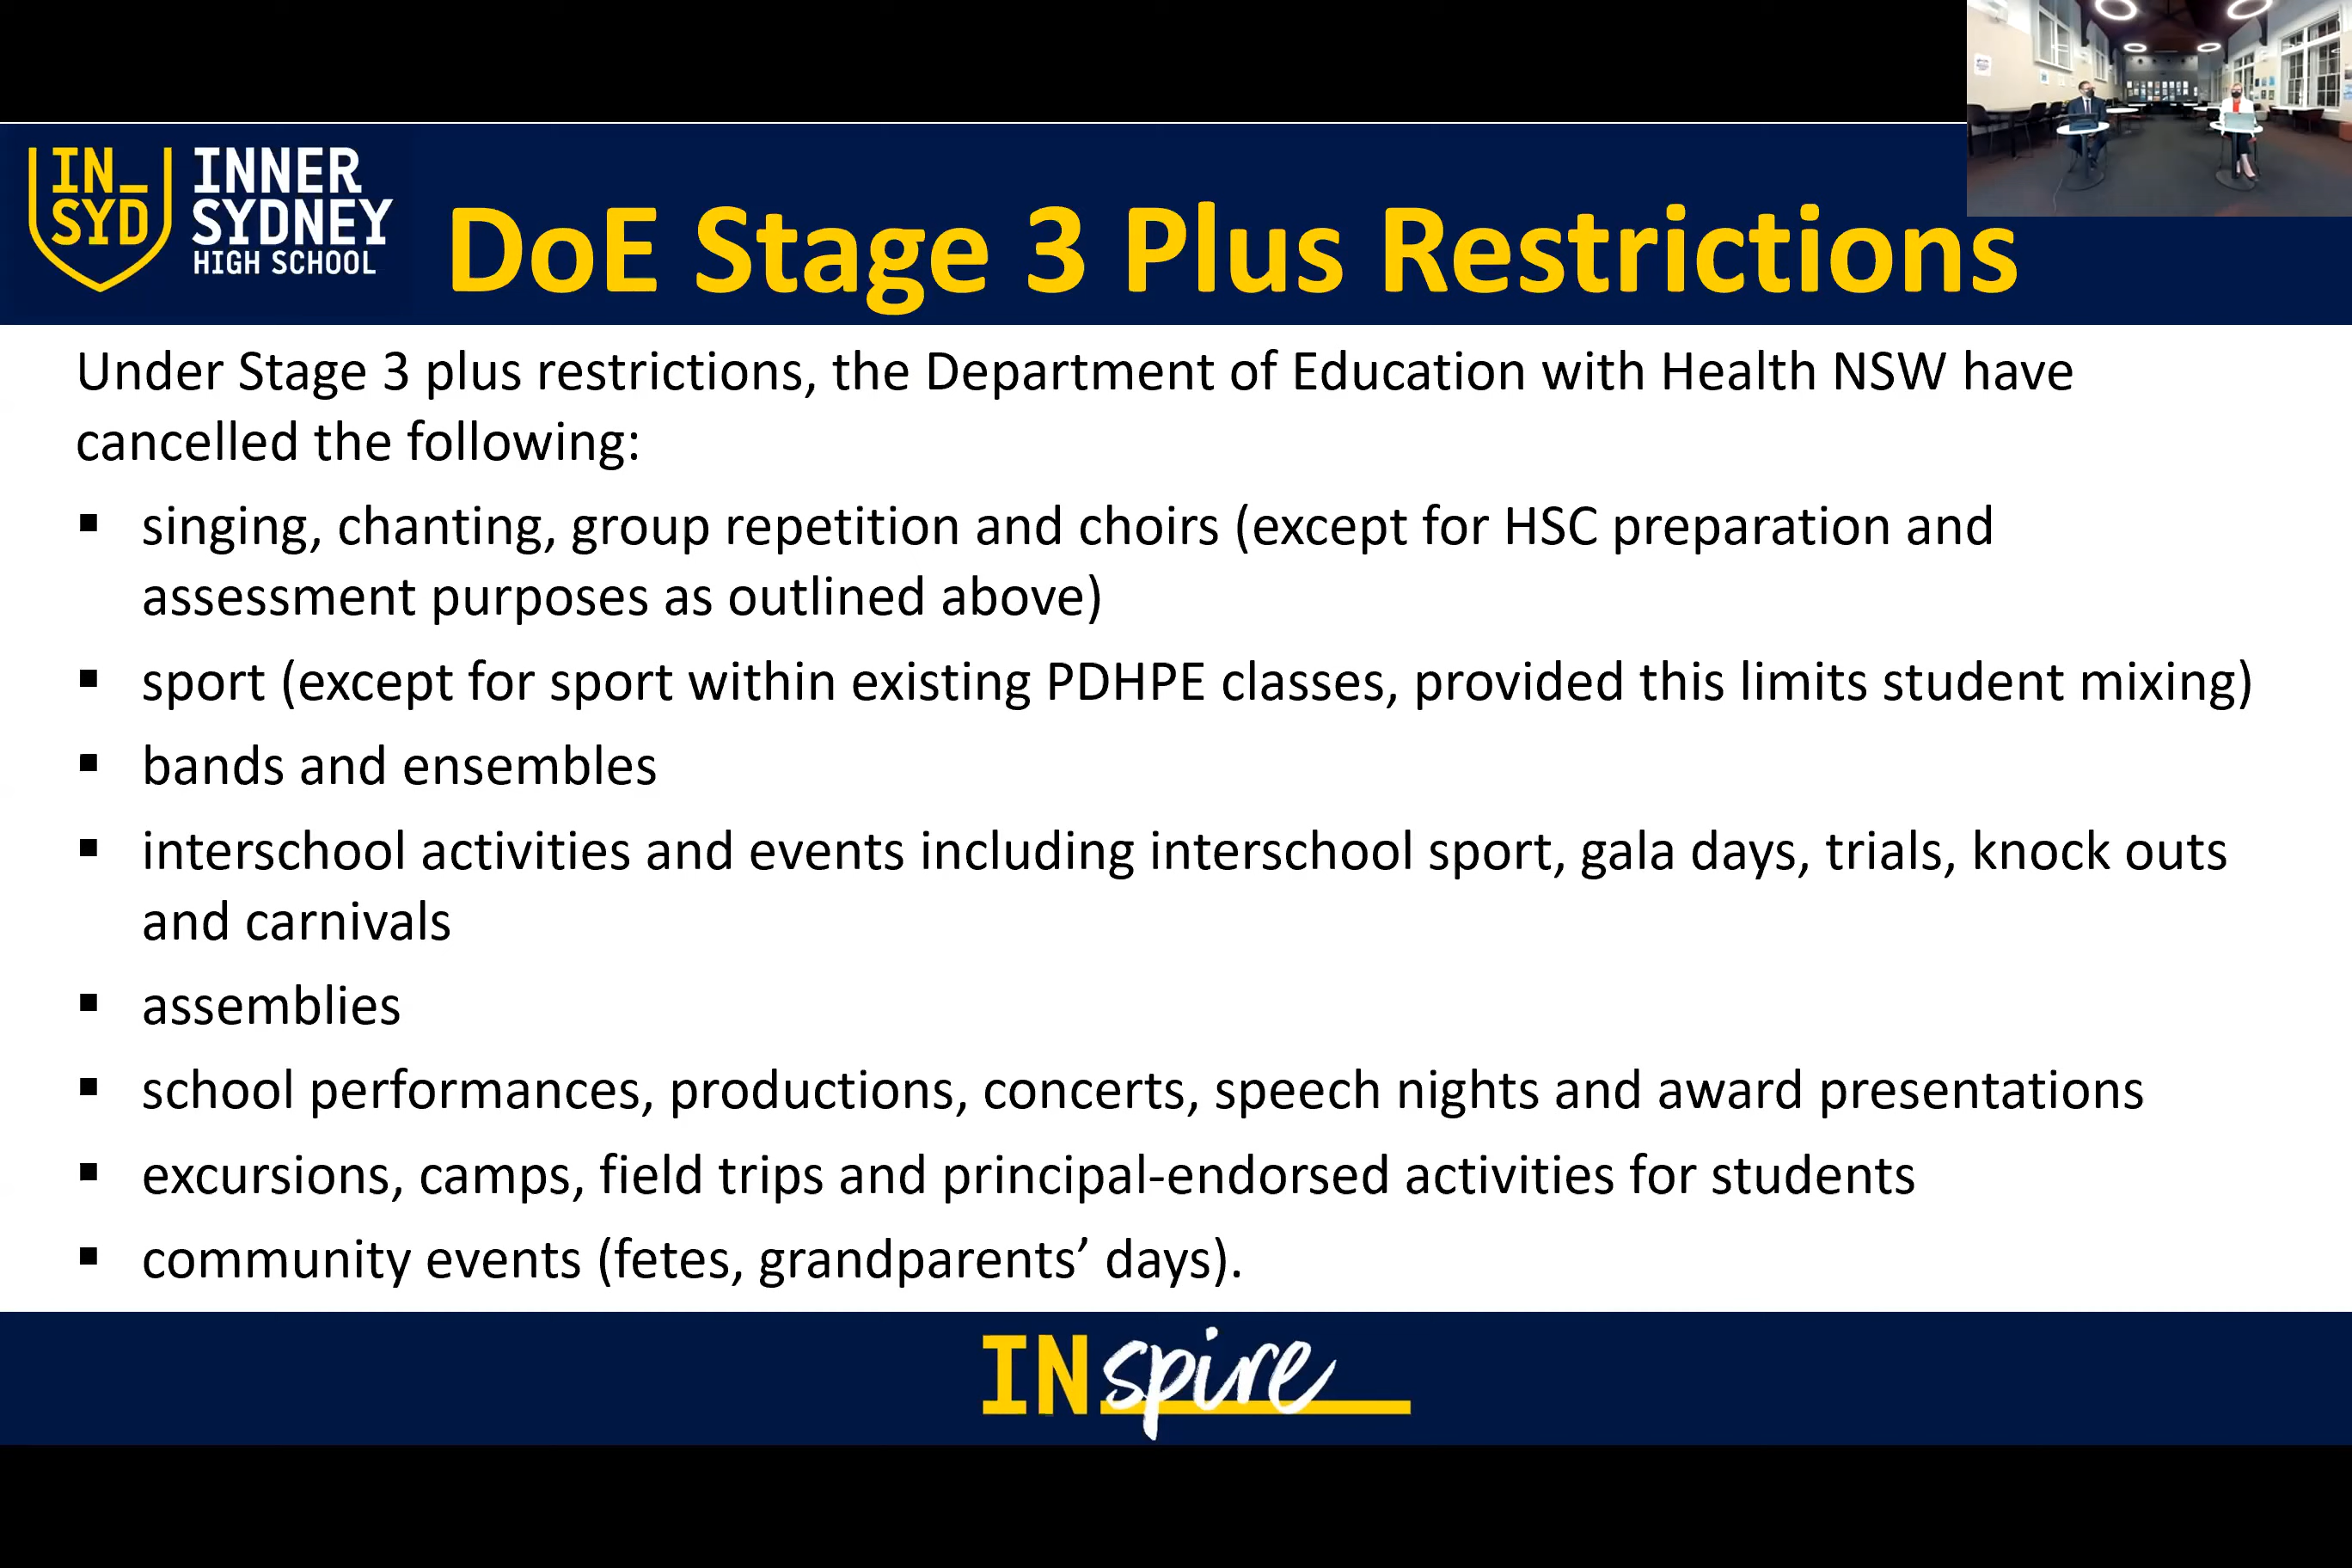 IN_
SYD
INNER
SYDNEY
HIGH SCHOOL
DoE Stage 3 Plus Restrictions
Under Stage 3 plus restrictions, the Department of Education with Health NSW have
cancelled the following:
▪ singing, chanting, group repetition and choirs (except for HSC preparation and
assessment purposes as outlined above)
▪ sport (except for sport within existing PDHPE classes, provided this limits student mixing)
▪ bands and ensembles
▪ interschool activities and events including interschool sport, gala days, trials, knock outs
and carnivals
▪ assemblies
▪ school performances, productions, concerts, speech nights and award presentations
▪ excursions, camps, field trips and principal-endorsed activities for students
▪ community events (fetes, grandparents’ days).
INspire